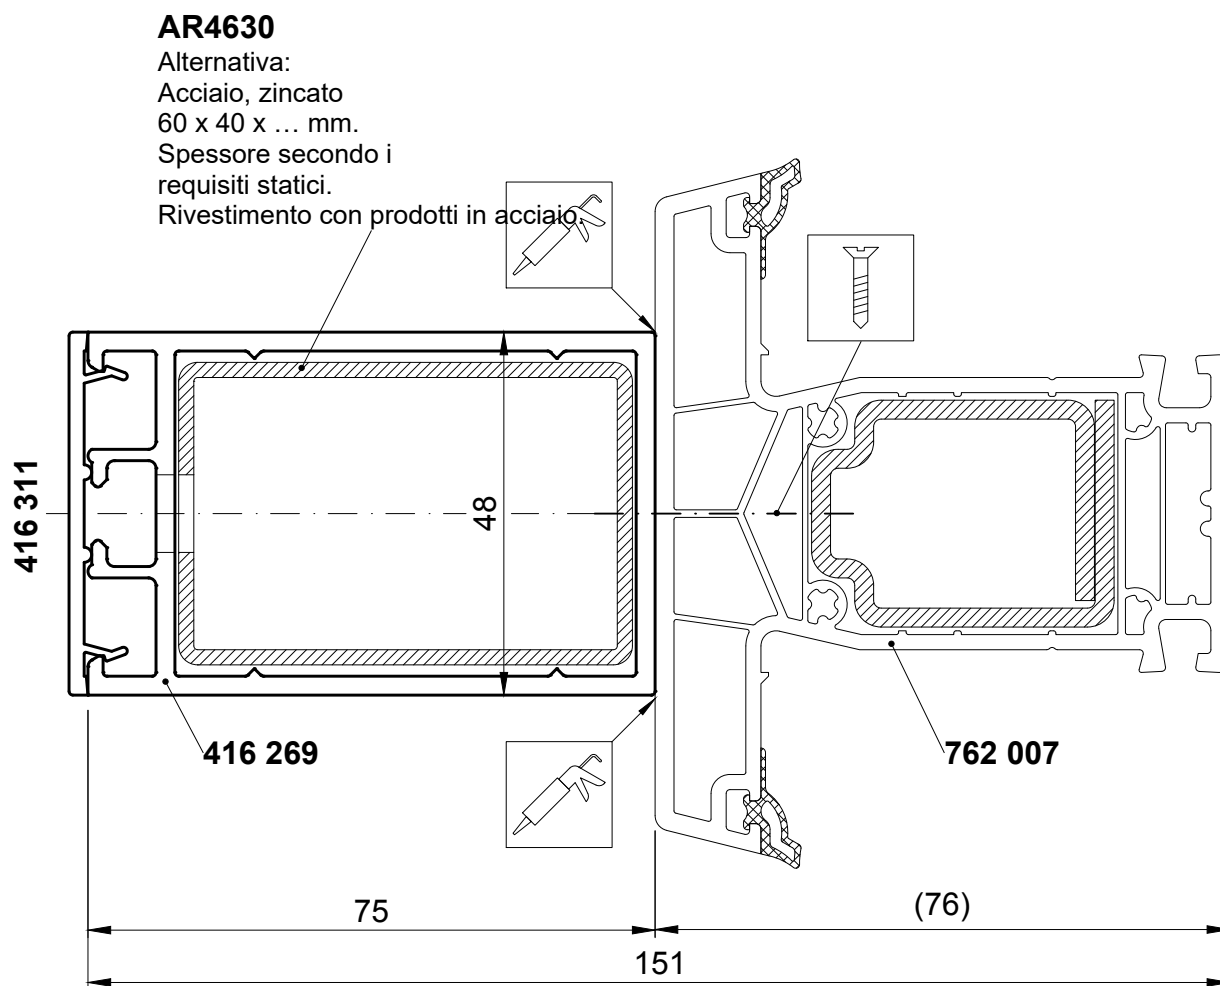 AR4630
Alternativa:
Acciaio, zincato
60 x 40 x … mm.
Spessore secondo i
requisiti statici.
Rivestimento con prodotti in acciaio.
416 311
48
416 269
762 007
75
(76)
151